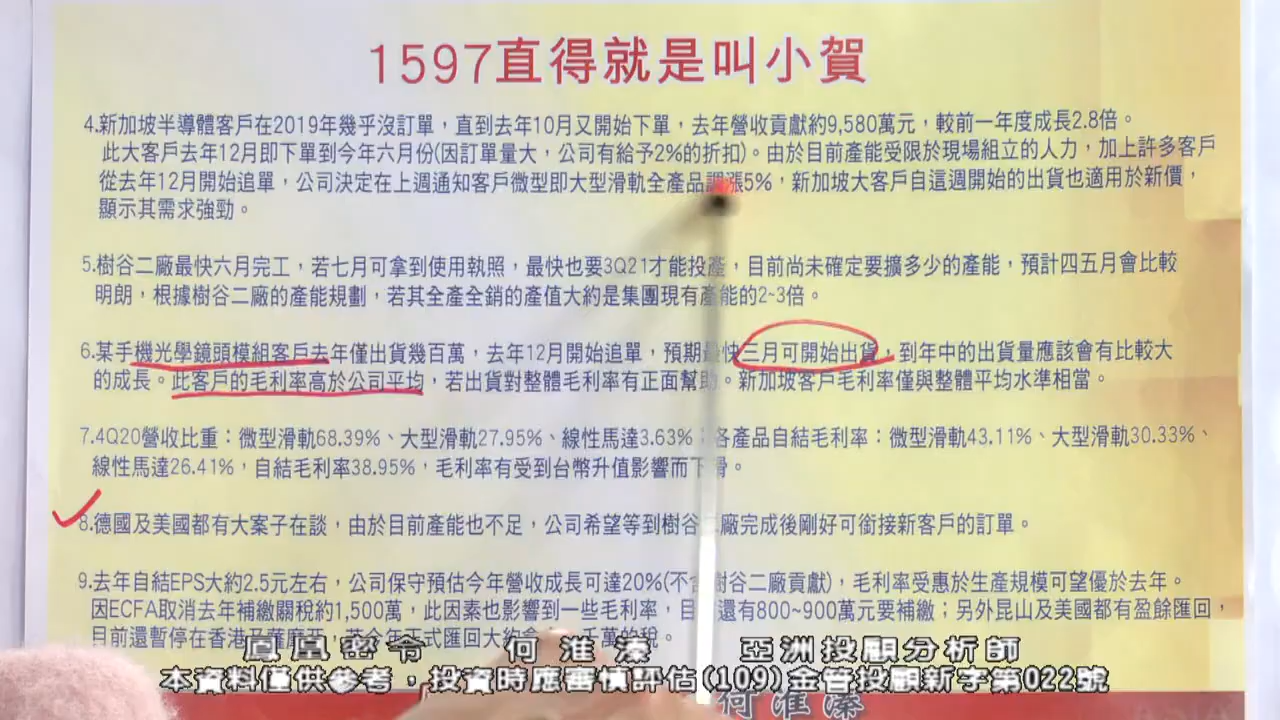 1597直得就是叫小賀
4.新加坡半導體客戶在2019年幾乎沒訂單，直到去年10月又開始下單，去年營收貢獻約9,580萬元，較前一年度成長2.8倍。
此大客戶去年12月即下單到今年六月份(因訂單量大，公司有給予2%的折扣)。由於目前產能受限於現場組立的人力，加上許多客戶
從去年12月開始追單，公司決定在上週通知客戶微型即大型滑軌全產品調漲5%，新加坡大客戶自這週開始的出貨也適用於新價，
顯示其需求強勁。
5.樹谷二廠最快六月完工，若七月可拿到使用執照，最快也要3Q21才能投產，目前尚未確定要擴多少的產能，預計四五月會比較
明朗，根據樹谷二廠的產能規劃，若其全產全銷的產值大約是集團現有產能的2~3倍。
6.某手機光學鏡頭模組客戶去年僅出貨幾百萬，去年12月開始追單，預期最快三月可開始出貨，到年中的出貨量應該會有比較大
的成長。此客戶的毛利率高於公司平均，若出貨對整體毛利率有正面幫助。新加坡客戶毛利率僅與整體平均水準相當。
7.4Q20營收比重：微型滑軌68.39%、大型滑軌27.95%、線性馬達3.63%；各產品自結毛利率：微型滑軌43.11%、大型滑軌30.33%、
線性馬達26.41%，自結毛利率38.95%，毛利率有受到台幣升值影響而下滑。
8.德國及美國都有大案子在談，由於目前產能也不足，公司希望等到樹谷二廠完成後剛好可銜接新客戶的訂單。
9.去年自結EPS大約2.5元左右，公司保守預估今年營收成長可達20%(不含樹谷二廠貢獻)，毛利率受惠於生產規模可望優於去年。
因ECFA取消去年補繳關稅約1,500萬，此因素也影響到一些毛利率，目 還有800~900萬元要補繳；另外昆山及美國都有盈餘匯回，
目前還暫停在香港 正式匯回大約 千萬的稅。
鳳凰密令 何淮溱 亞洲投顧分析師
本資料僅供參考，投資時應審慎評估(109)金管投顧新字第022號
何淮溱